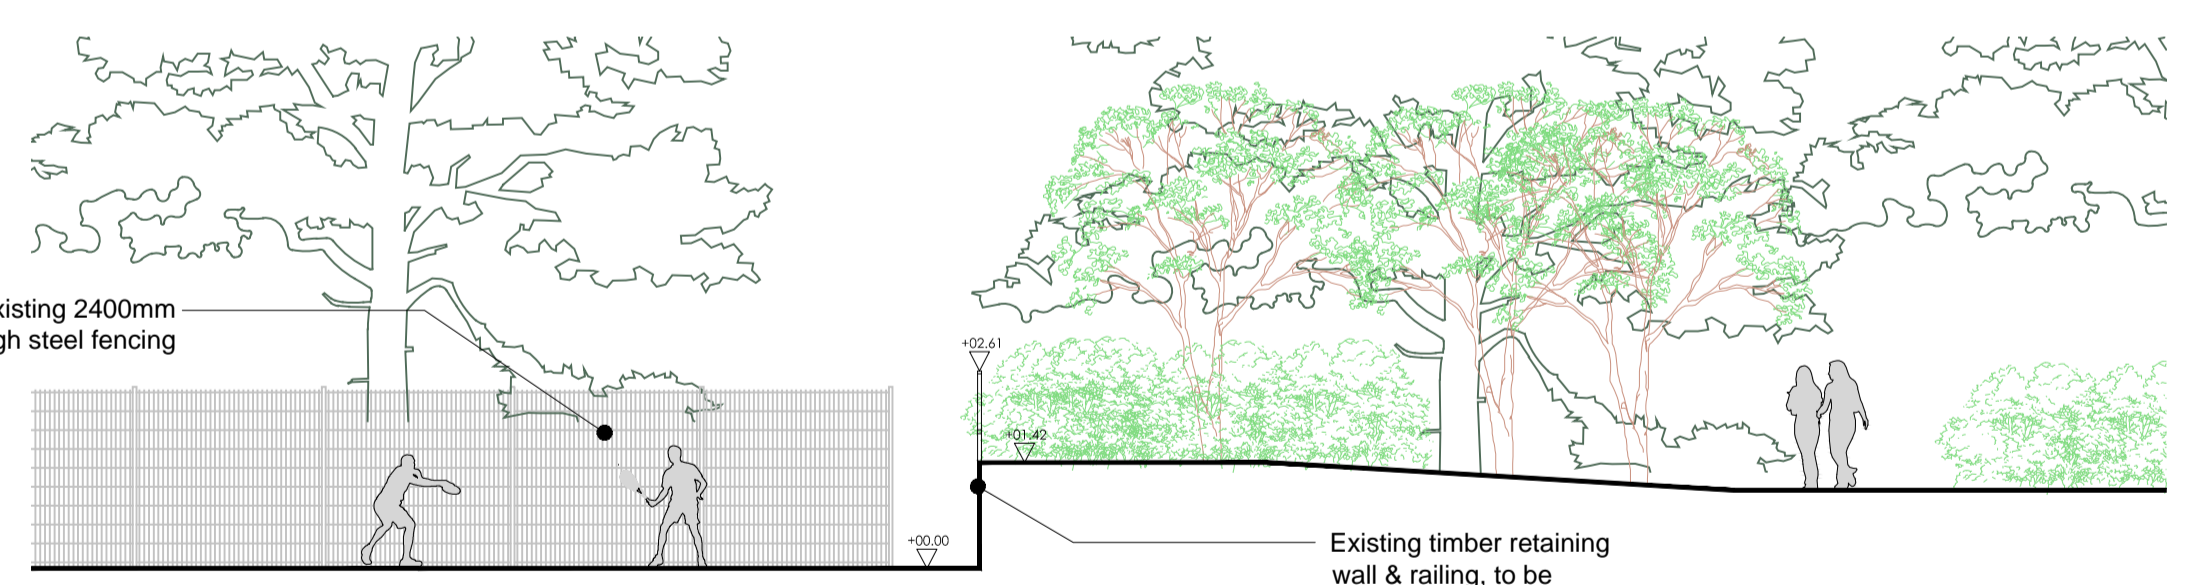 xisting 2400mm
gh steel fencing
+02.61
+01.42
+00.00
Existing timber retaining
wall & railing, to be